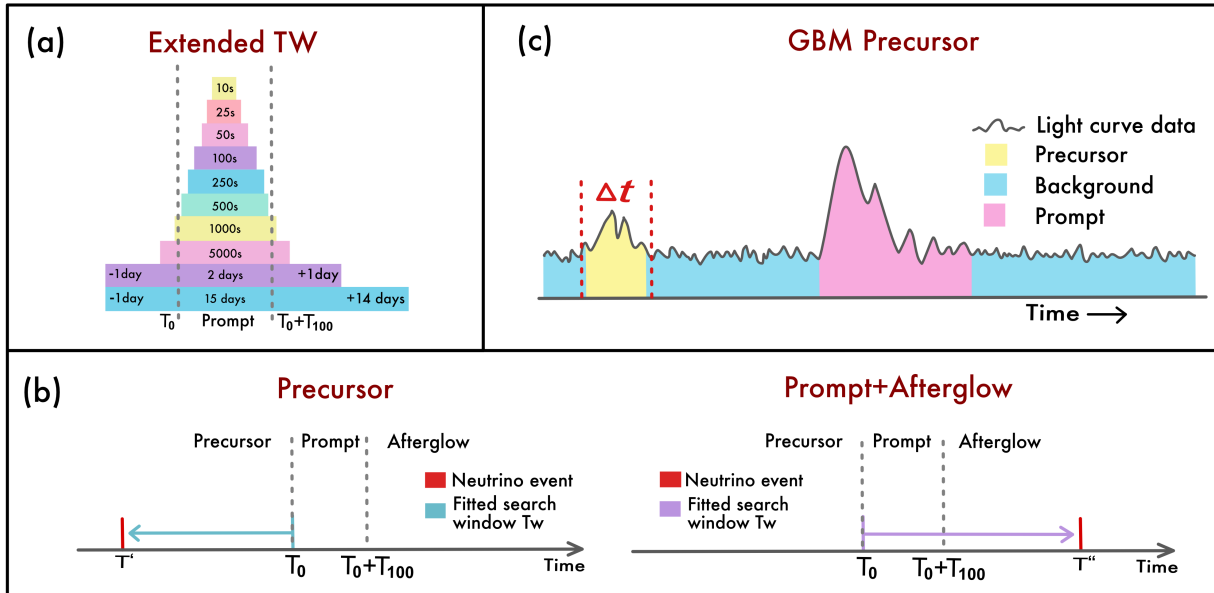 (a)
Extended TW
10s
25s
50s
100s
250s
500s
1000s
5000s
-1day 2 days +1day
-1day 15 days +14 days
T₀ Prompt T₀+T₁₀₀
(c)
GBM Precursor
Light curve data
Precursor
Background
Prompt
Δt
Time
(b)
Precursor
Precursor Prompt Afterglow
Neutrino event
Fitted search
window Tw
T‘ T₀ T₀+T₁₀₀ Time
Prompt+Afterglow
Precursor Prompt Afterglow
Neutrino event
Fitted search
window Tw
T₀ T₀+T₁₀₀ T“ Time